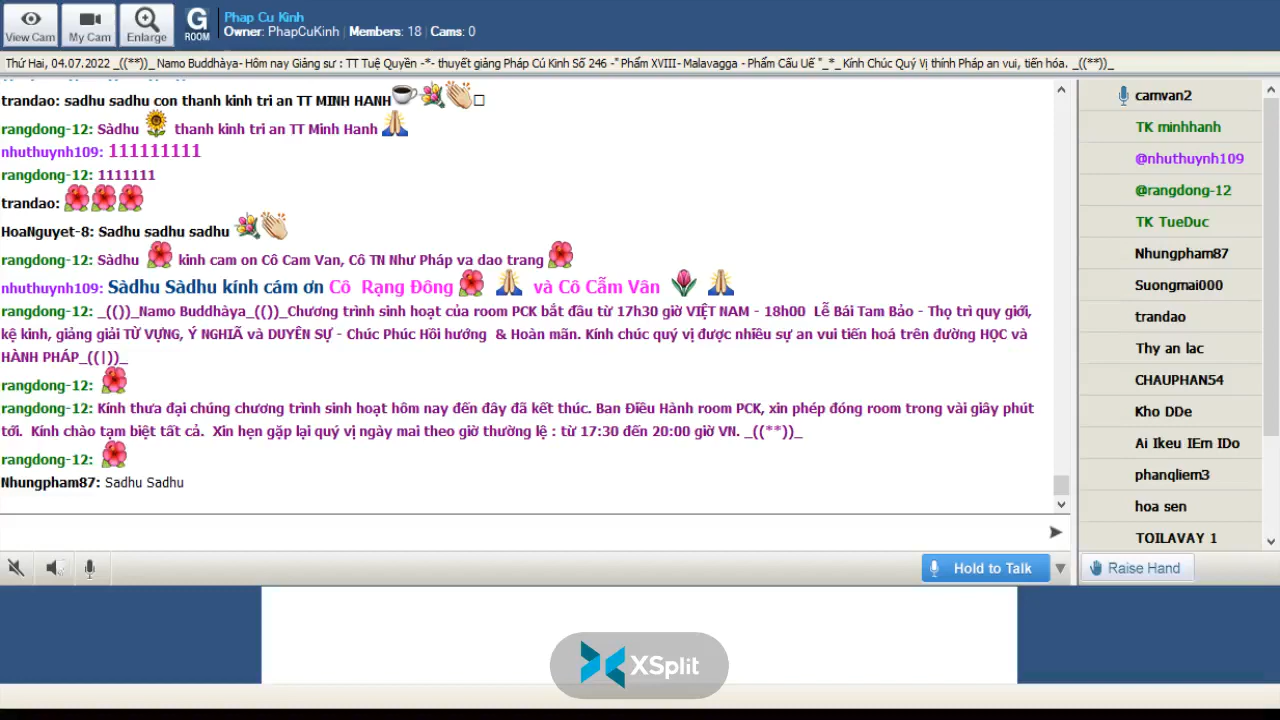 View Cam
My Cam
Enlarge
G
ROOM
Phap Cu Kinh
Owner: PhapCuKinh | Members: 18 | Cams: 0
Thứ Hai, 04.07.2022 _((**))_ Namo Buddhàya- Hôm nay Giảng sư : TT Tuệ Quyền -*- thuyết giảng Pháp Cú Kinh Số 246 -" Phẩm XVIII- Malavagga - Phẩm Cấu Uế "_*_ Kính Chúc Quý Vị thính Pháp an vui, tiến hóa. _((**))_
trandao: sadhu sadhu con thanh kinh tri an TT MINH HANH
rangdong-12: Sàdhu thanh kinh tri an TT Minh Hanh
nhuthuynh109: 111111111
rangdong-12: 1111111
trandao:
HoaNguyet-8: Sadhu sadhu sadhu
rangdong-12: Sàdhu kinh cam on Cô Cam Van, Cô TN Như Pháp va dao trang
nhuthuynh109: Sàdhu Sàdhu kính cám ơn Cô Rạng Đông và Cô Cẩm Vân
rangdong-12: _(())_Namo Buddhàya_(())_Chương trình sinh hoạt của room PCK bắt đầu từ 17h30 giờ VIỆT NAM - 18h00 Lễ Bái Tam Bảo - Thọ trì quy giới,
kệ kinh, giảng giải TỪ VỰNG, Ý NGHIÃ và DUYÊN SỰ - Chúc Phúc Hồi hướng & Hoàn mãn. Kính chúc quý vị được nhiều sự an vui tiến hoá trên đường HỌC và
HÀNH PHÁP_((|))_
rangdong-12:
rangdong-12: Kính thưa đại chúng chương trình sinh hoạt hôm nay đến đây đã kết thúc. Ban Điều Hành room PCK, xin phép đóng room trong vài giây phút
tới. Kính chào tạm biệt tất cả. Xin hẹn gặp lại quý vị ngày mai theo giờ thường lệ : từ 17:30 đến 20:00 giờ VN. _((**))_
rangdong-12:
Nhungpham87: Sadhu Sadhu
camvan2
TK minhhanh
@nhuthuynh109
@rangdong-12
TK TueDuc
Nhungpham87
Suongmai000
trandao
Thy an lac
CHAUPHAN54
Kho DDe
Ai Ikeu IEm IDo
phanqliem3
hoa sen
TOILAVAY 1
Hold to Talk
Raise Hand
XSplit